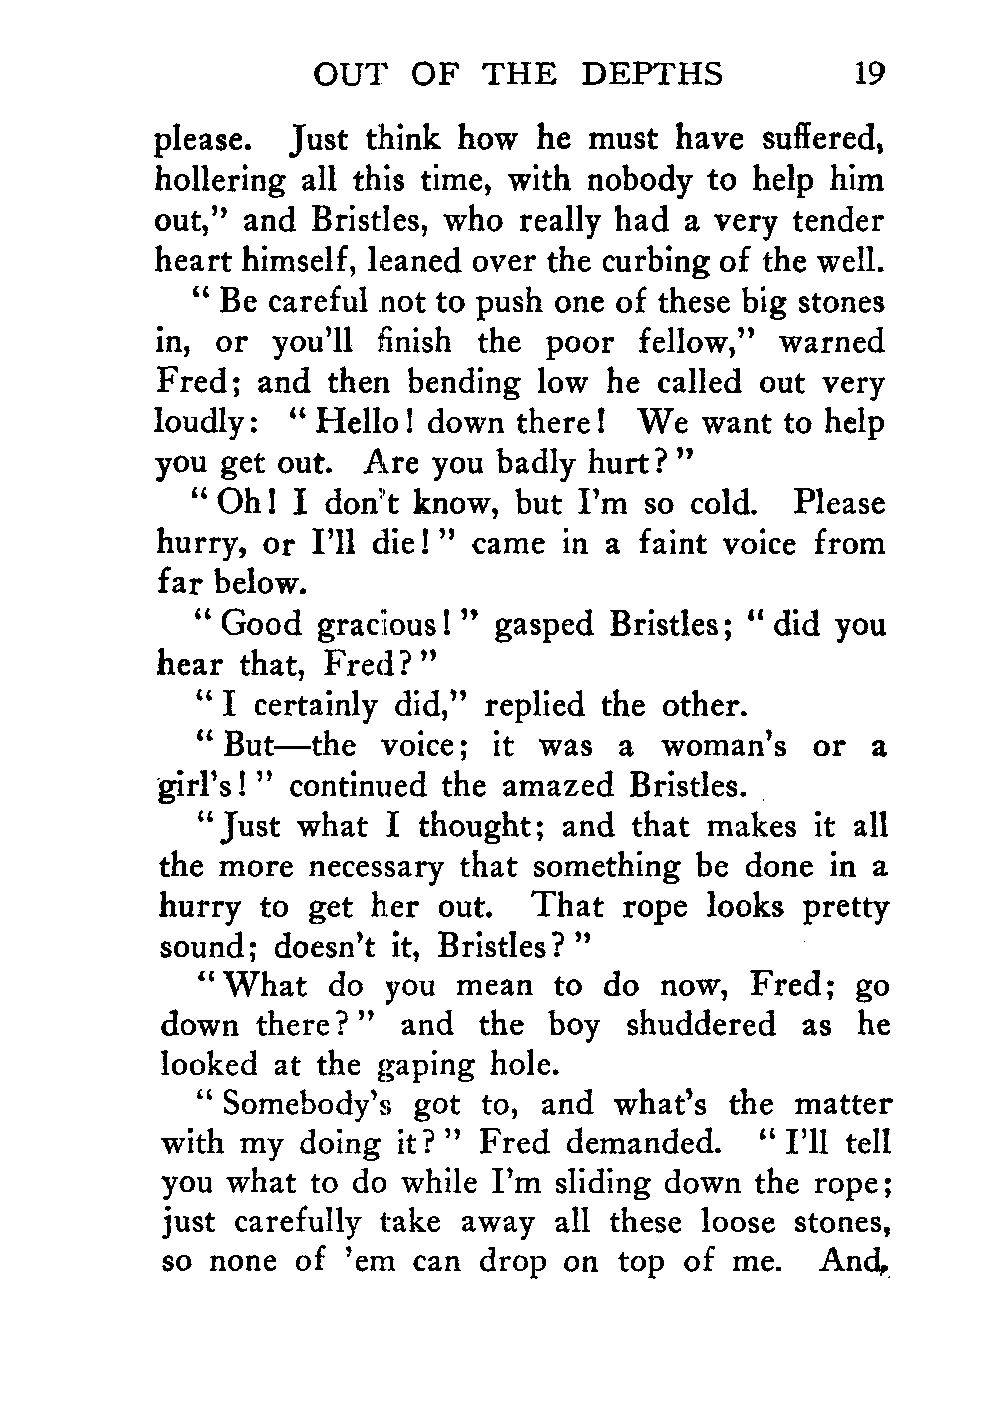 OUT OF THE DEPTHS 19
please. Just think how he must have suffered,
hollering all this time, with nobody to help him
out," and Bristles, who really had a very tender
heart himself, leaned over the curbing of the well.
" Be careful not to push one of these big stones
in, or you'll finish the poor fellow," warned
Fred; and then bending low he called out very
loudly: " Hello! down there! We want to help
you get out. Are you badly hurt? "
" Oh! I don't know, but I'm so cold. Please
hurry, or I'll die! " came in a faint voice from
far below.
" Good gracious! " gasped Bristles; " did you
hear that, Fred? "
" I certainly did," replied the other.
" But—the voice; it was a woman's or a
girl's! " continued the amazed Bristles.
" Just what I thought; and that makes it all
the more necessary that something be done in a
hurry to get her out. That rope looks pretty
sound; doesn't it, Bristles? "
" What do you mean to do now, Fred; go
down there? " and the boy shuddered as he
looked at the gaping hole.
" Somebody's got to, and what's the matter
with my doing it? " Fred demanded. " I'll tell
you what to do while I'm sliding down the rope;
just carefully take away all these loose stones,
so none of 'em can drop on top of me. And,